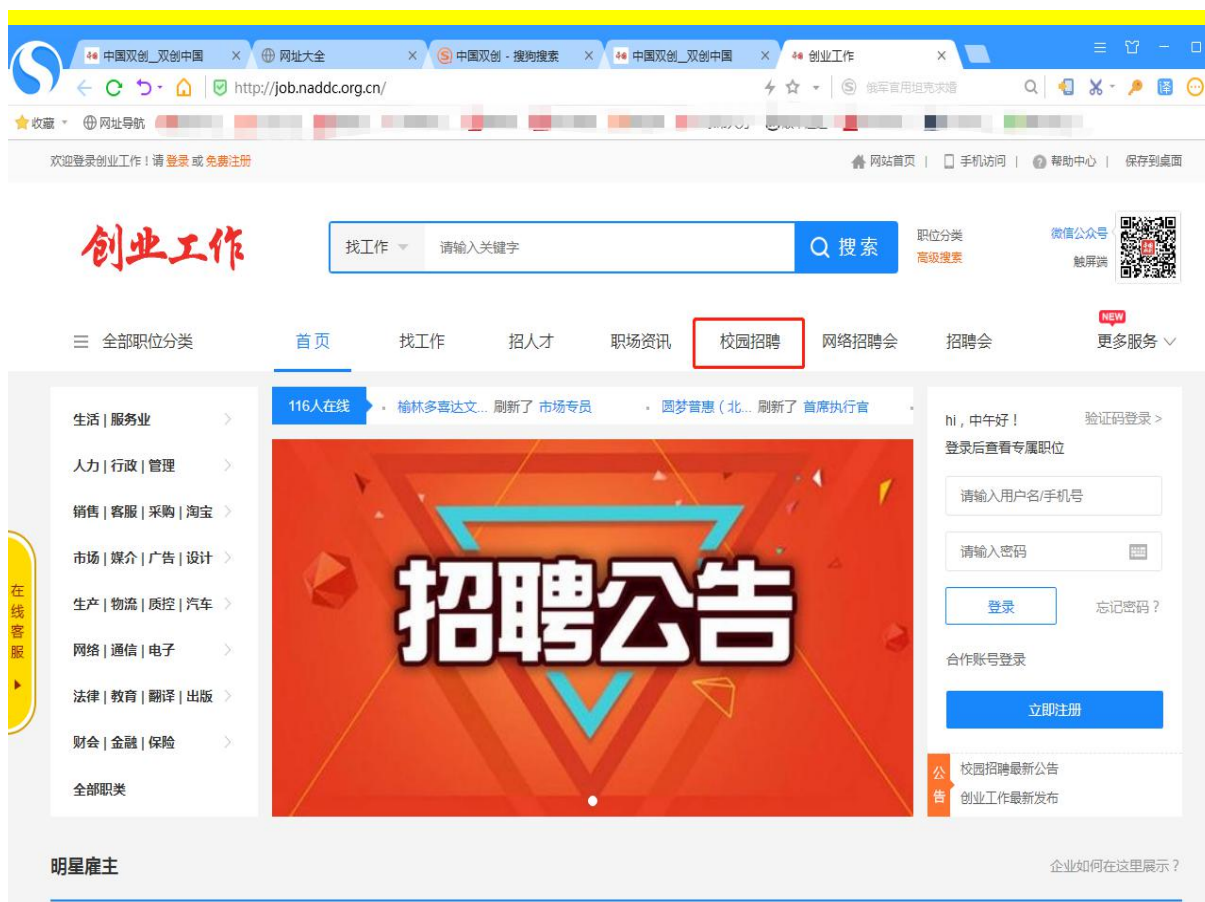 中国双创_双创中国
网址大全
中国双创 - 搜狗搜索
中国双创_双创中国
创业工作
http://job.naddc.org.cn/
收藏
网址导航
欢迎登录创业工作！请 登录 或 免费注册
网站首页 | 手机访问 | 帮助中心 | 保存到桌面
创业工作
找工作
请输入关键字
搜索
职位分类
高级搜索
微信公众号
触屏端
全部职位分类
首页
找工作
招人才
职场资讯
校园招聘
网络招聘会
招聘会
NEW
更多服务
生活 | 服务业
人力 | 行政 | 管理
销售 | 客服 | 采购 | 淘宝
市场 | 媒介 | 广告 | 设计
生产 | 物流 | 质控 | 汽车
网络 | 通信 | 电子
法律 | 教育 | 翻译 | 出版
财会 | 金融 | 保险
全部职类
在线客服
116人在线
榆林多喜达文... 刷新了 市场专员
圆梦普惠（北... 刷新了 首席执行官
招聘公告
hi，中午好！
验证码登录 >
登录后查看专属职位
请输入用户名/手机号
请输入密码
登录
忘记密码？
合作账号登录
立即注册
公告
校园招聘最新公告
创业工作最新发布
明星雇主
企业如何在这里展示？